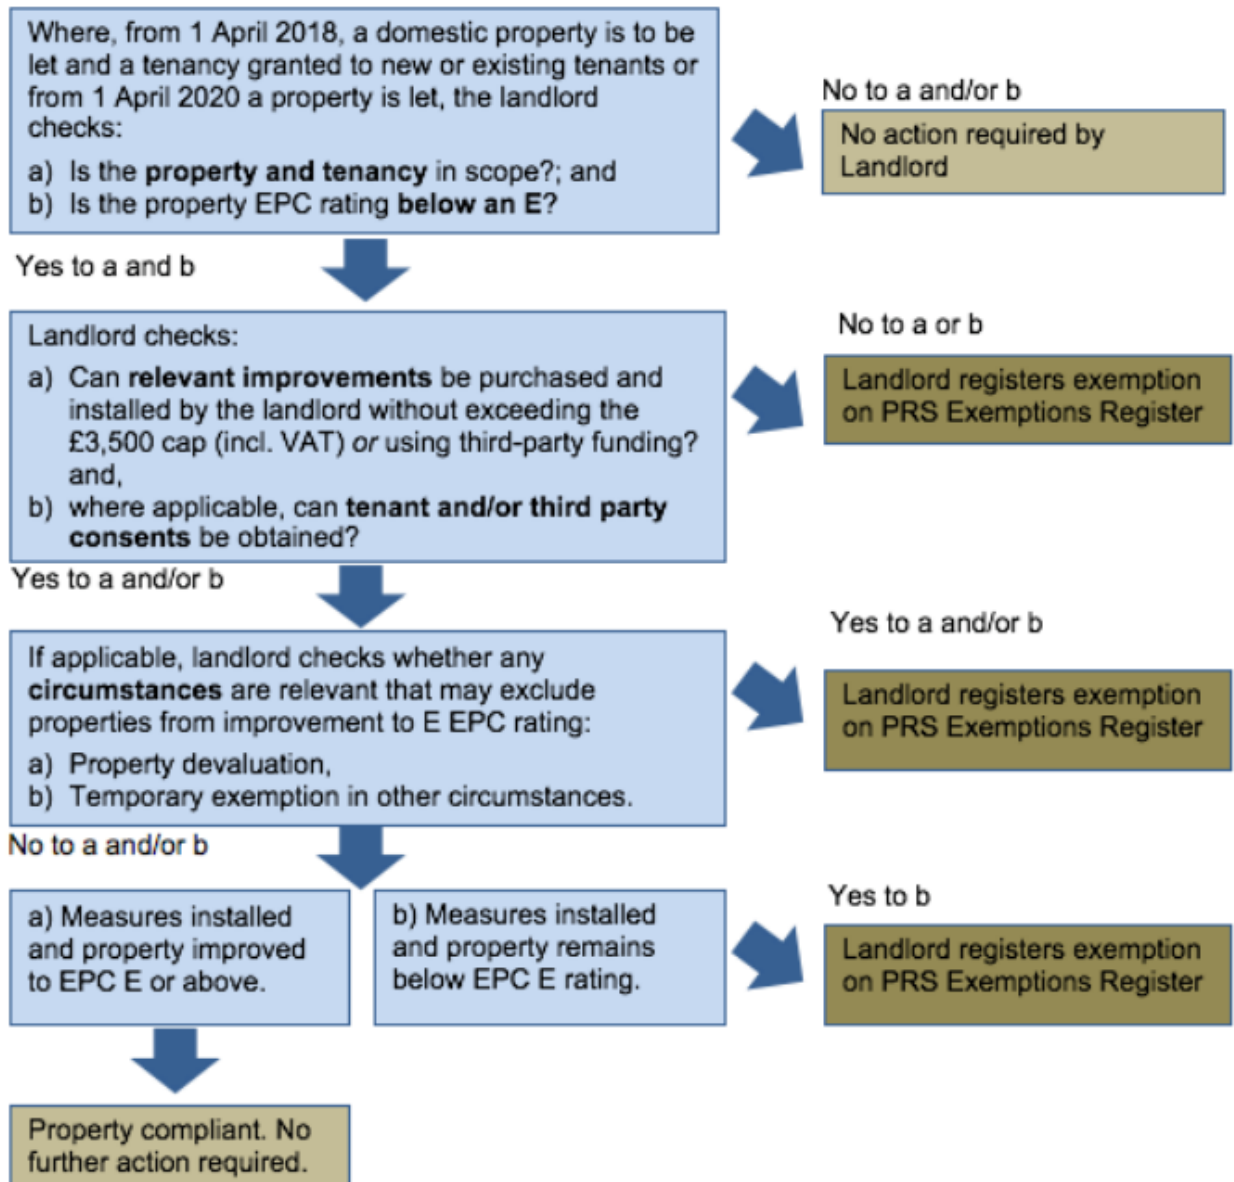 Where, from 1 April 2018, a domestic property is to be
let and a tenancy granted to new or existing tenants or
from 1 April 2020 a property is let, the landlord
checks:
a) Is the property and tenancy in scope?; and
b) Is the property EPC rating below an E?
No to a and/or b
No action required by
Landlord
Yes to a and b
Landlord checks:
a) Can relevant improvements be purchased and
installed by the landlord without exceeding the
£3,500 cap (incl. VAT) or using third-party funding?
and,
b) where applicable, can tenant and/or third party
consents be obtained?
No to a or b
Landlord registers exemption
on PRS Exemptions Register
Yes to a and/or b
If applicable, landlord checks whether any
circumstances are relevant that may exclude
properties from improvement to E EPC rating:
a) Property devaluation,
b) Temporary exemption in other circumstances.
Yes to a and/or b
Landlord registers exemption
on PRS Exemptions Register
No to a and/or b
a) Measures installed
and property improved
to EPC E or above.
b) Measures installed
and property remains
below EPC E rating.
Yes to b
Landlord registers exemption
on PRS Exemptions Register
Property compliant. No
further action required.